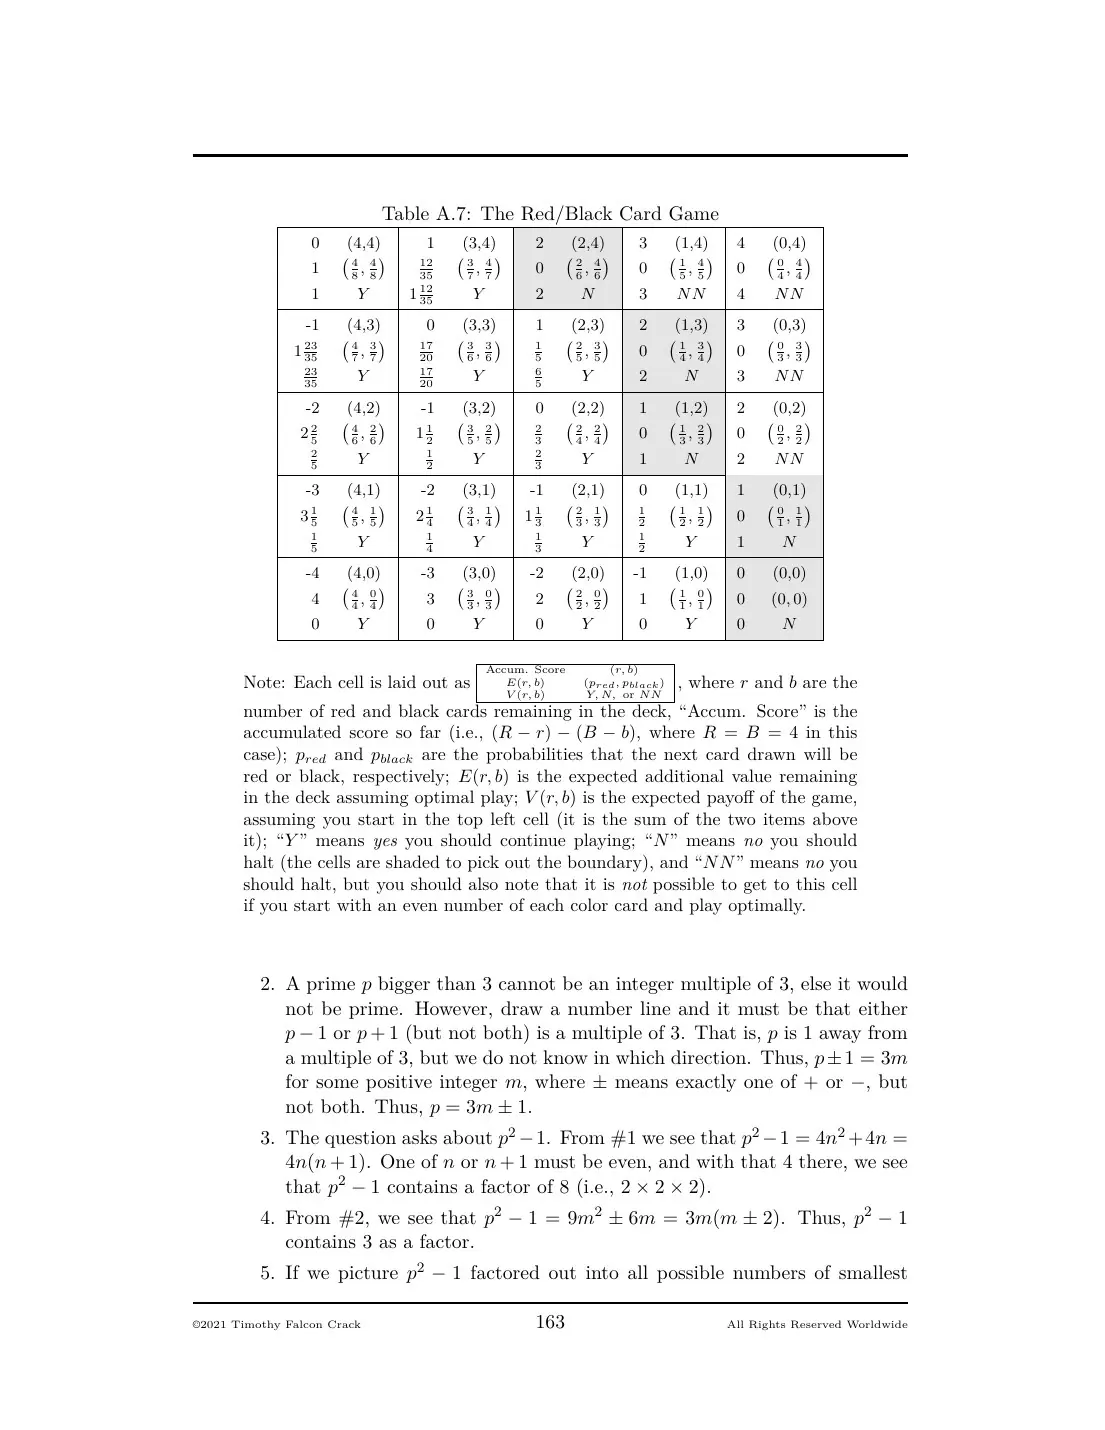 Table A.7: The Red/Black Card Game
0 (4,4) 1 (3,4) 2 (2,4) 3 (1,4) 4 (0,4)
1 (4/8, 4/8) 12/35 (3/7, 4/7) 0 (2/6, 4/6) 0 (1/5, 4/5) 0 (0/4, 4/4)
1 Y 1 12/35 Y 2 N 3 NN 4 NN
-1 (4,3) 0 (3,3) 1 (2,3) 2 (1,3) 3 (0,3)
1 23/35 (4/7, 3/7) 17/20 (3/6, 3/6) 1/5 (2/5, 3/5) 0 (1/4, 3/4) 0 (0/3, 3/3)
23/35 Y 17/20 Y 6/5 Y 2 N 3 NN
-2 (4,2) -1 (3,2) 0 (2,2) 1 (1,2) 2 (0,2)
2 2/5 (4/6, 2/6) 1 1/2 (3/5, 2/5) 2/3 (2/4, 2/4) 0 (1/3, 2/3) 0 (0/2, 2/2)
2/5 Y 1/2 Y 2/3 Y 1 N 2 NN
-3 (4,1) -2 (3,1) -1 (2,1) 0 (1,1) 1 (0,1)
3 1/5 (4/5, 1/5) 2 1/4 (3/4, 1/4) 1 1/3 (2/3, 1/3) 1/2 (1/2, 1/2) 0 (0/1, 1/1)
1/5 Y 1/4 Y 1/3 Y 1/2 Y 1 N
-4 (4,0) -3 (3,0) -2 (2,0) -1 (1,0) 0 (0,0)
4 (4/4, 0/4) 3 (3/3, 0/3) 2 (2/2, 0/2) 1 (1/1, 0/1) 0 (0, 0)
0 Y 0 Y 0 Y 0 Y 0 N
Accum. Score (r, b)
Note: Each cell is laid out as E(r, b) (p_red, p_black) , where r and b are the
V(r, b) Y, N, or NN
number of red and black cards remaining in the deck, “Accum. Score” is the
accumulated score so far (i.e., (R − r) − (B − b), where R = B = 4 in this
case); p_red and p_black are the probabilities that the next card drawn will be
red or black, respectively; E(r, b) is the expected additional value remaining
in the deck assuming optimal play; V(r, b) is the expected payoff of the game,
assuming you start in the top left cell (it is the sum of the two items above
it); “Y” means yes you should continue playing; “N” means no you should
halt (the cells are shaded to pick out the boundary), and “NN” means no you
should halt, but you should also note that it is not possible to get to this cell
if you start with an even number of each color card and play optimally.
2. A prime p bigger than 3 cannot be an integer multiple of 3, else it would
not be prime. However, draw a number line and it must be that either
p − 1 or p + 1 (but not both) is a multiple of 3. That is, p is 1 away from
a multiple of 3, but we do not know in which direction. Thus, p ± 1 = 3m
for some positive integer m, where ± means exactly one of + or −, but
not both. Thus, p = 3m ± 1.
3. The question asks about p² − 1. From #1 we see that p² − 1 = 4n² + 4n =
4n(n + 1). One of n or n + 1 must be even, and with that 4 there, we see
that p² − 1 contains a factor of 8 (i.e., 2 × 2 × 2).
4. From #2, we see that p² − 1 = 9m² ± 6m = 3m(m ± 2). Thus, p² − 1
contains 3 as a factor.
5. If we picture p² − 1 factored out into all possible numbers of smallest
©2021 Timothy Falcon Crack 163 All Rights Reserved Worldwide